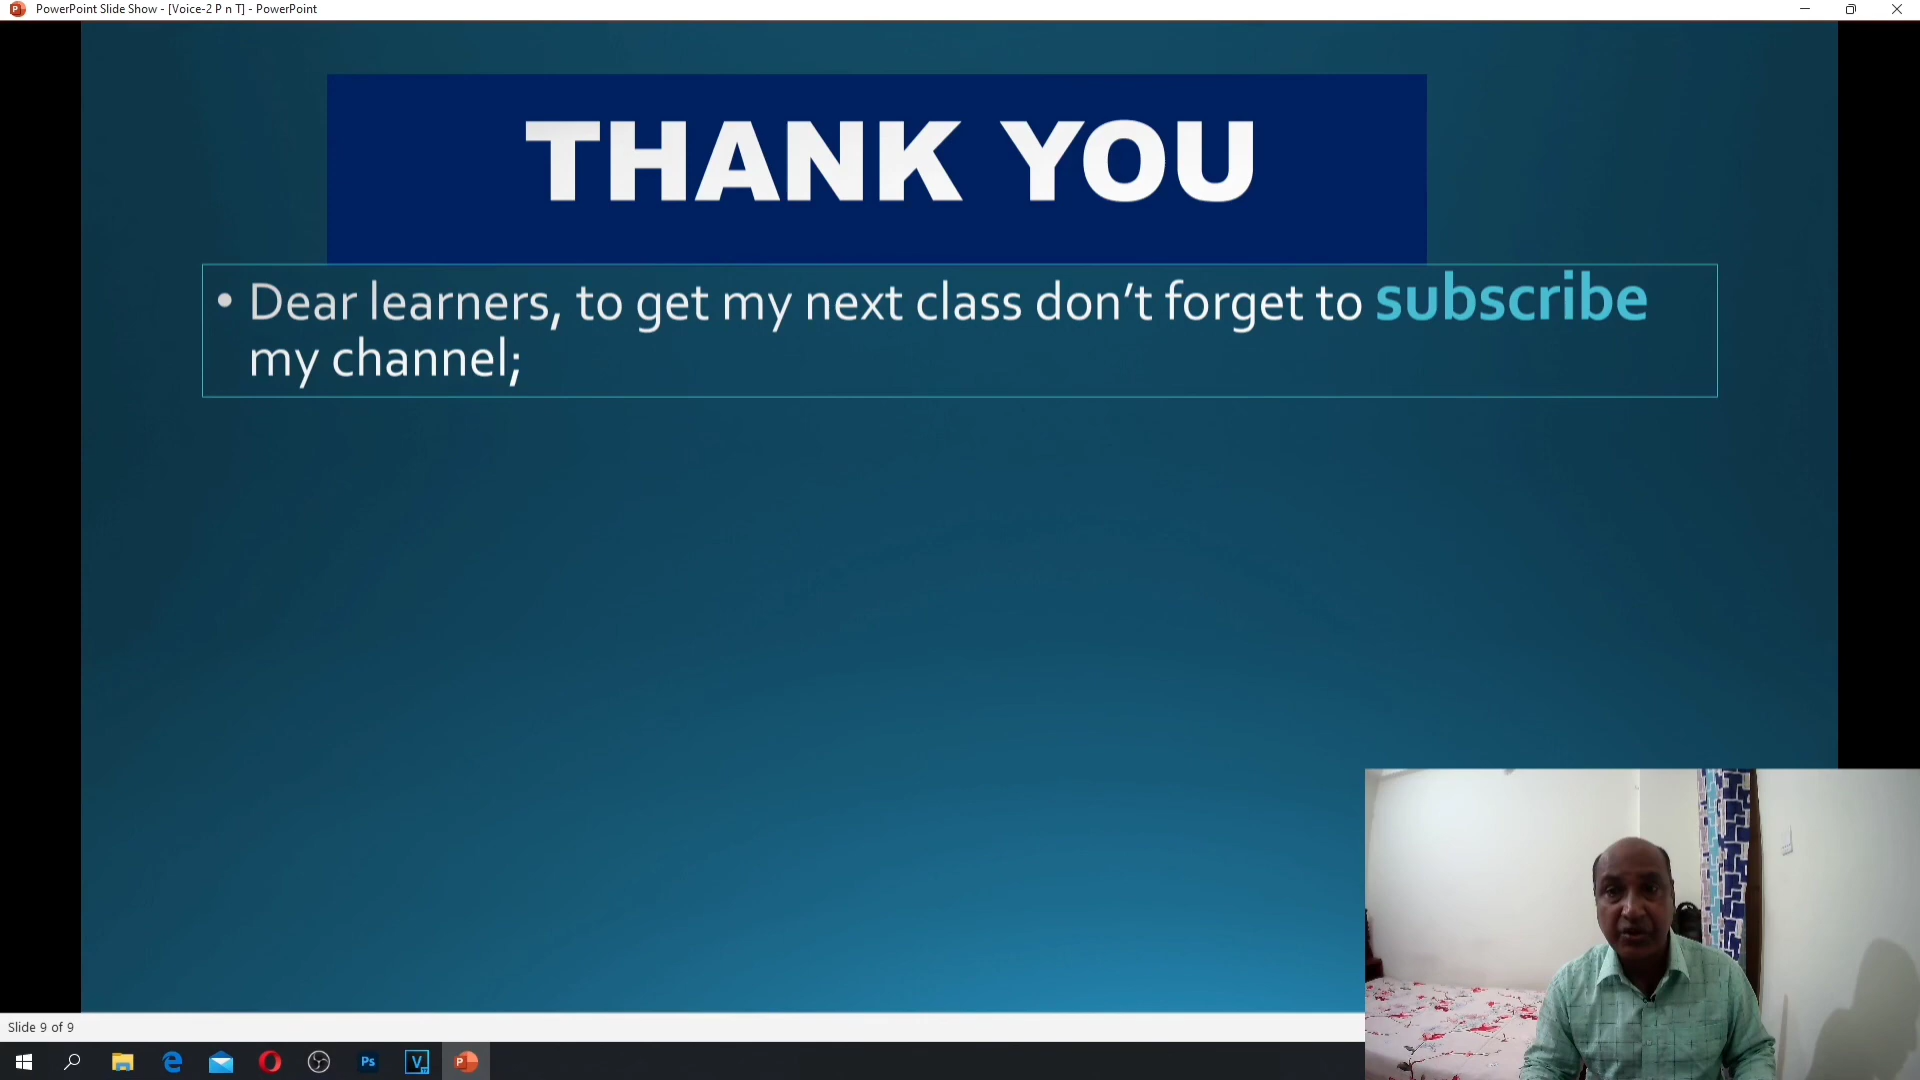 PowerPoint Slide Show - [Voice-2 P n T] - PowerPoint
THANK YOU
• Dear learners, to get my next class don’t forget to subscribe
my channel;
Slide 9 of 9
Ps
V
P